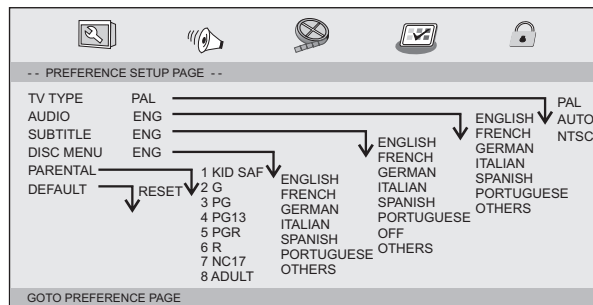 - - PREFERENCE SETUP PAGE - -
TV TYPE PAL
AUDIO ENG
SUBTITLE ENG
DISC MENU ENG
PARENTAL
DEFAULT RESET
1 KID SAF
2 G
3 PG
4 PG13
5 PGR
6 R
7 NC17
8 ADULT
ENGLISH
FRENCH
GERMAN
ITALIAN
SPANISH
PORTUGUESE
OTHERS
ENGLISH
FRENCH
GERMAN
ITALIAN
SPANISH
PORTUGUESE
OFF
OTHERS
ENGLISH
FRENCH
GERMAN
ITALIAN
SPANISH
PORTUGUESE
OTHERS
PAL
AUTO
NTSC
GOTO PREFERENCE PAGE